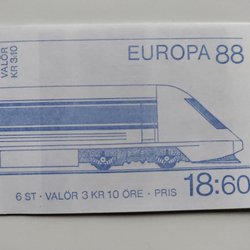 VALÖR
KR 3:10
EUROPA 88
6 ST · VALÖR 3 KR 10 ÖRE · PRIS
18:60